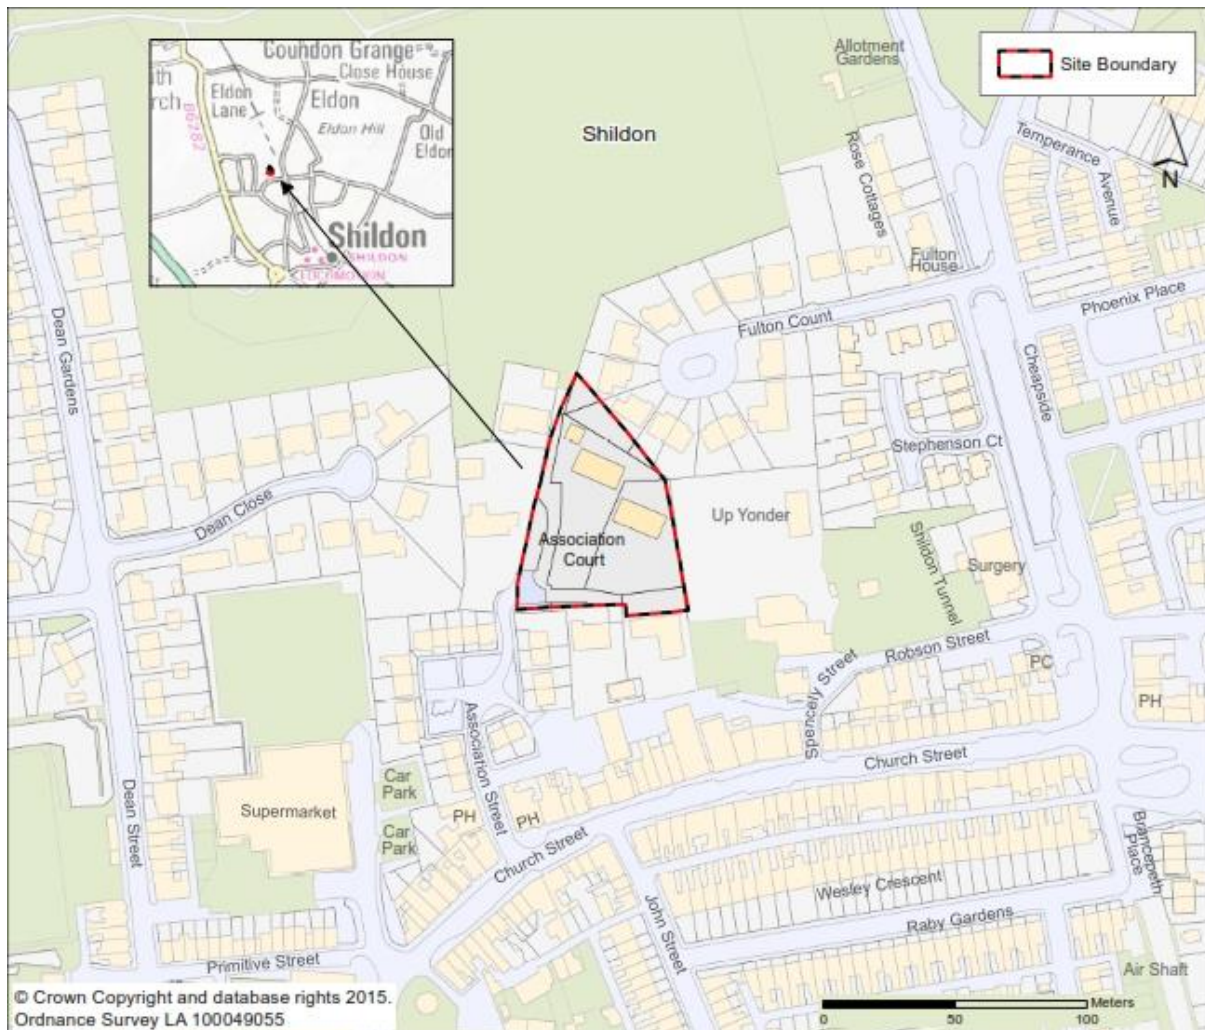 Coundon Grange
Close House
Eldon
Lane
Eldon
Eldon Hill
Old
Eldon
B6282
Shildon
SHILDON
Site Boundary
N
Allotment
Gardens
Shildon
Rose Cottages
Temperance
Avenue
Fulton
House
Phoenix Place
Fulton Count
Cheapside
Dean Gardens
Stephenson Ct
Dean Close
Up Yonder
Association
Court
Shildon Tunnel
Surgery
Robson Street
PC
Spencely Street
PH
Association Street
Church Street
Car
Park
Supermarket
Dean Street
PH
PH
Car
Park
Church Street
Brancepeth
Place
Wesley Crescent
John Street
Raby Gardens
Primitive Street
Air Shaft
© Crown Copyright and database rights 2015.
Ordnance Survey LA 100049055
Meters
0 50 100